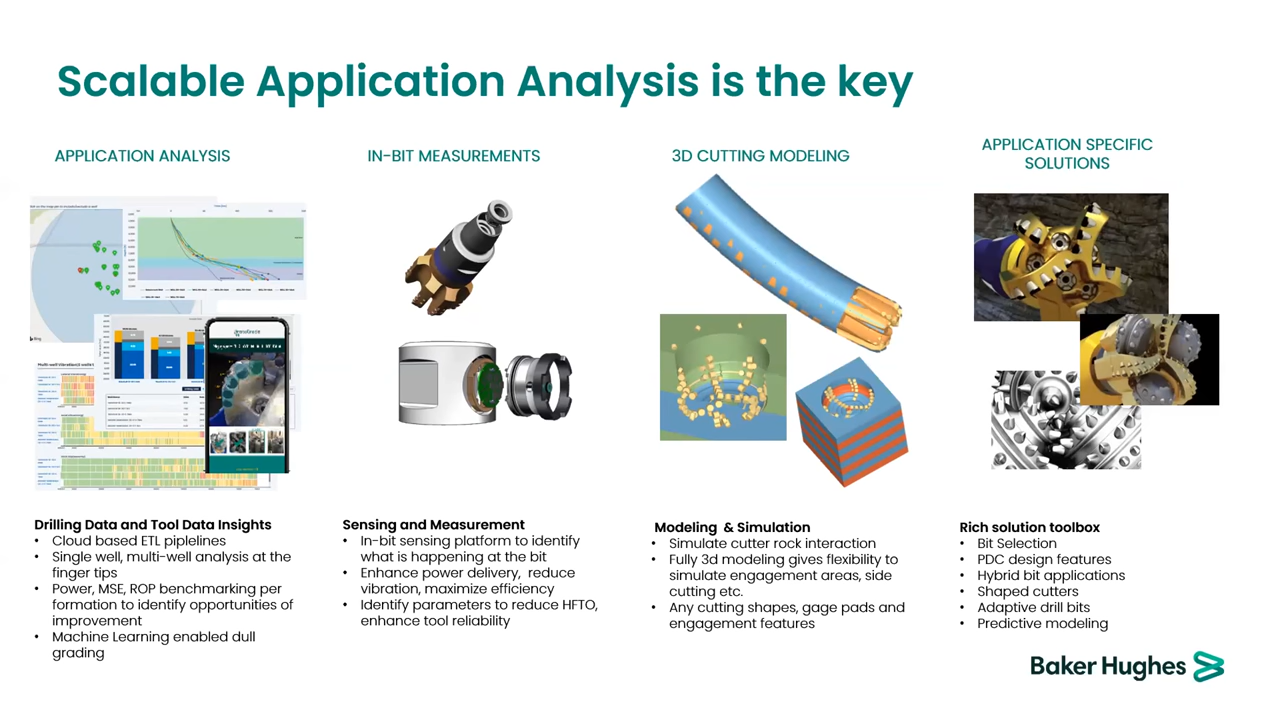 Scalable Application Analysis is the key
APPLICATION ANALYSIS
IN-BIT MEASUREMENTS
3D CUTTING MODELING
APPLICATION SPECIFIC
SOLUTIONS
Drilling Data and Tool Data Insights
• Cloud based ETL piplelines
• Single well, multi-well analysis at the
finger tips
• Power, MSE, ROP benchmarking per
formation to identify opportunities of
improvement
• Machine Learning enabled dull
grading
Sensing and Measurement
• In-bit sensing platform to identify
what is happening at the bit
• Enhance power delivery, reduce
vibration, maximize efficiency
• Identify parameters to reduce HFTO,
enhance tool reliability
Modeling & Simulation
• Simulate cutter rock interaction
• Fully 3d modeling gives flexibility to
simulate engagement areas, side
cutting etc.
• Any cutting shapes, gage pads and
engagement features
Rich solution toolbox
• Bit Selection
• PDC design features
• Hybrid bit applications
• Shaped cutters
• Adaptive drill bits
• Predictive modeling
Baker Hughes